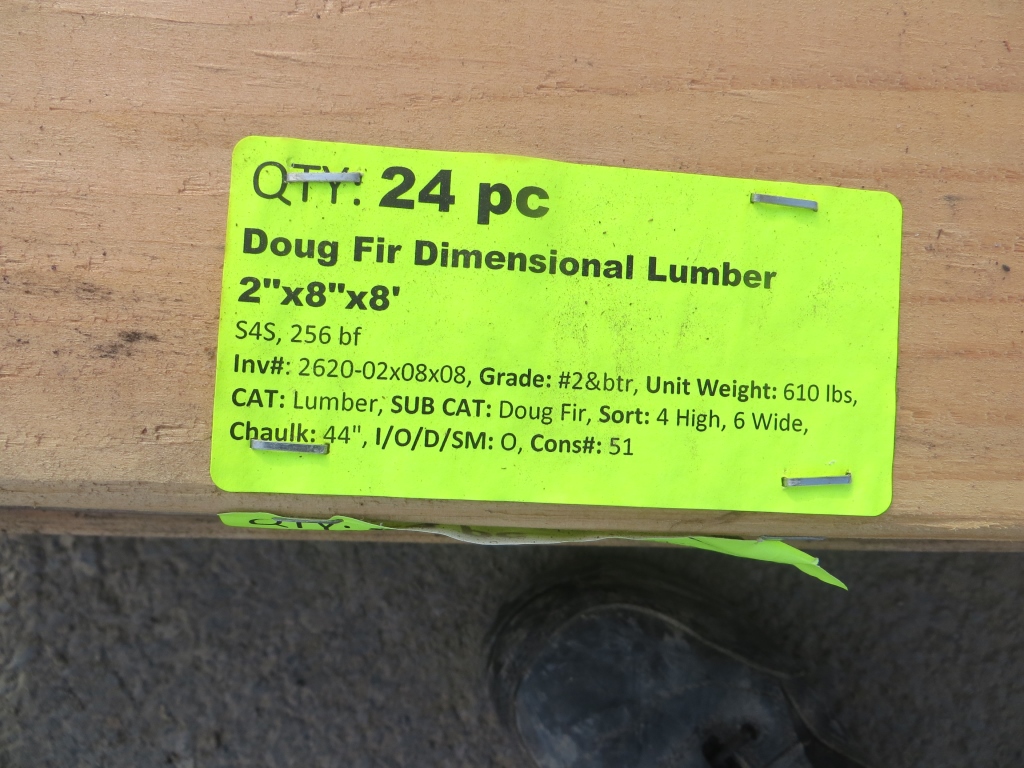 QTY: 24 pc
Doug Fir Dimensional Lumber
2"x8"x8'
S4S, 256 bf
Inv#: 2620-02x08x08, Grade: #2&btr, Unit Weight: 610 lbs,
CAT: Lumber, SUB CAT: Doug Fir, Sort: 4 High, 6 Wide,
Chaulk: 44", I/O/D/SM: O, Cons#: 51
QTY: